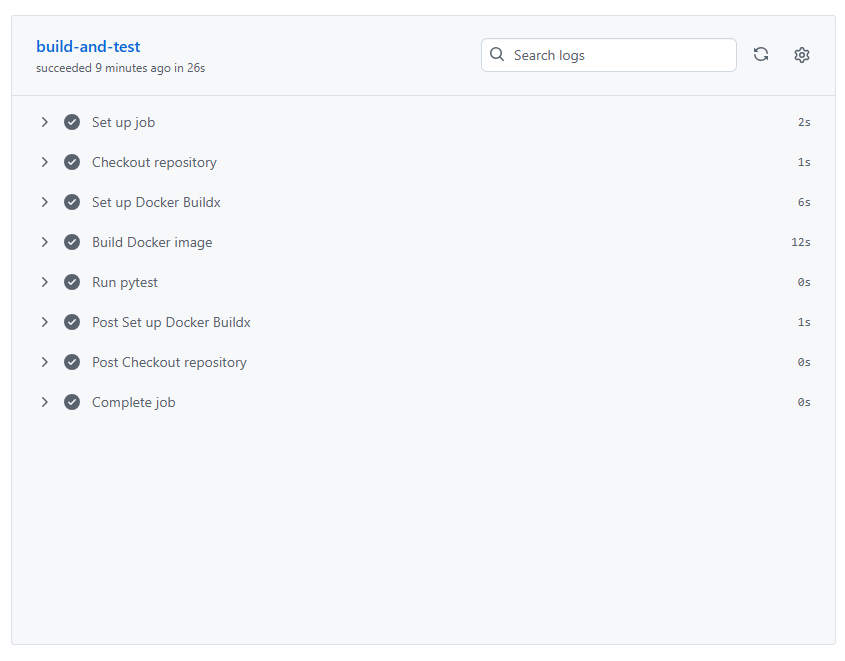 build-and-test
succeeded 9 minutes ago in 26s
Search logs
Set up job 2s
Checkout repository 1s
Set up Docker Buildx 6s
Build Docker image 12s
Run pytest 0s
Post Set up Docker Buildx 1s
Post Checkout repository 0s
Complete job 0s